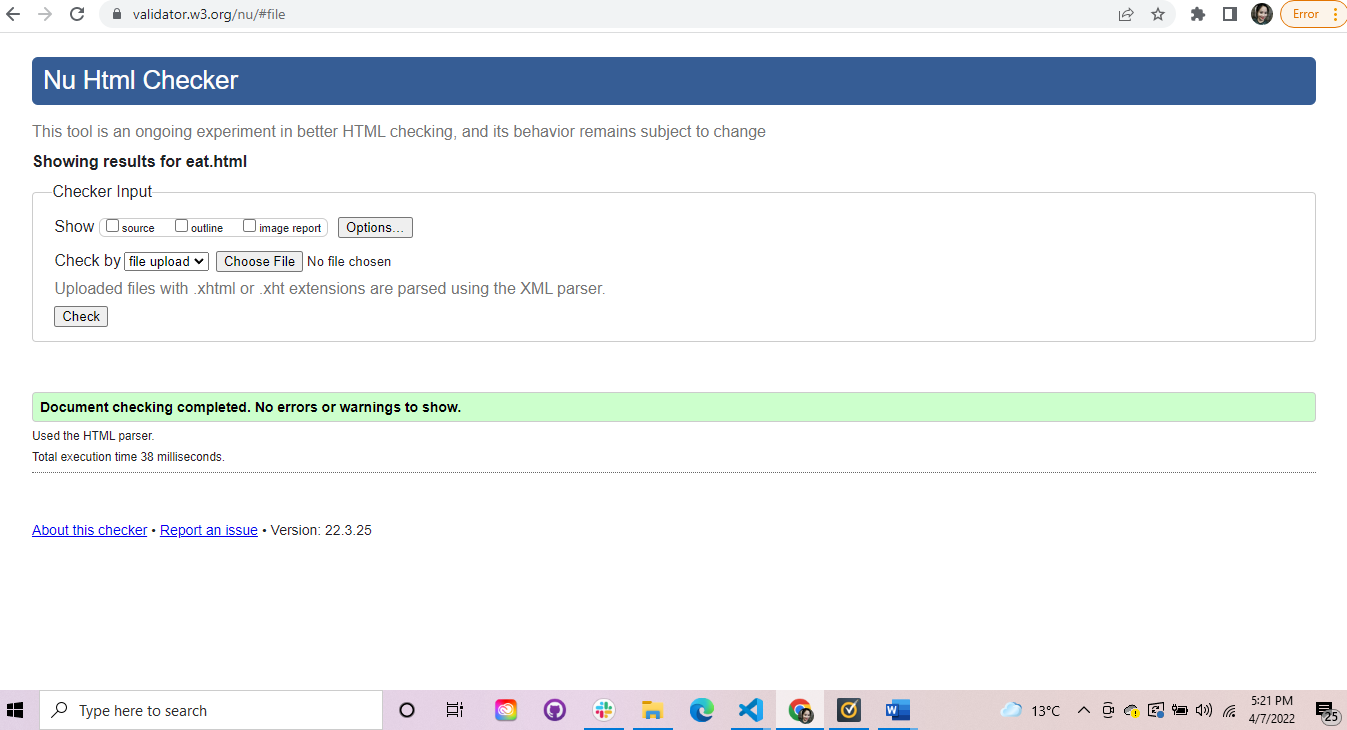 validator.w3.org/nu/#file
Error
Nu Html Checker
This tool is an ongoing experiment in better HTML checking, and its behavior remains subject to change
Showing results for eat.html
Checker Input
Show source outline image report Options...
Check by file upload Choose File No file chosen
Uploaded files with .xhtml or .xht extensions are parsed using the XML parser.
Check
Document checking completed. No errors or warnings to show.
Used the HTML parser.
Total execution time 38 milliseconds.
About this checker • Report an issue • Version: 22.3.25
Type here to search
13°C
5:21 PM
4/7/2022
25